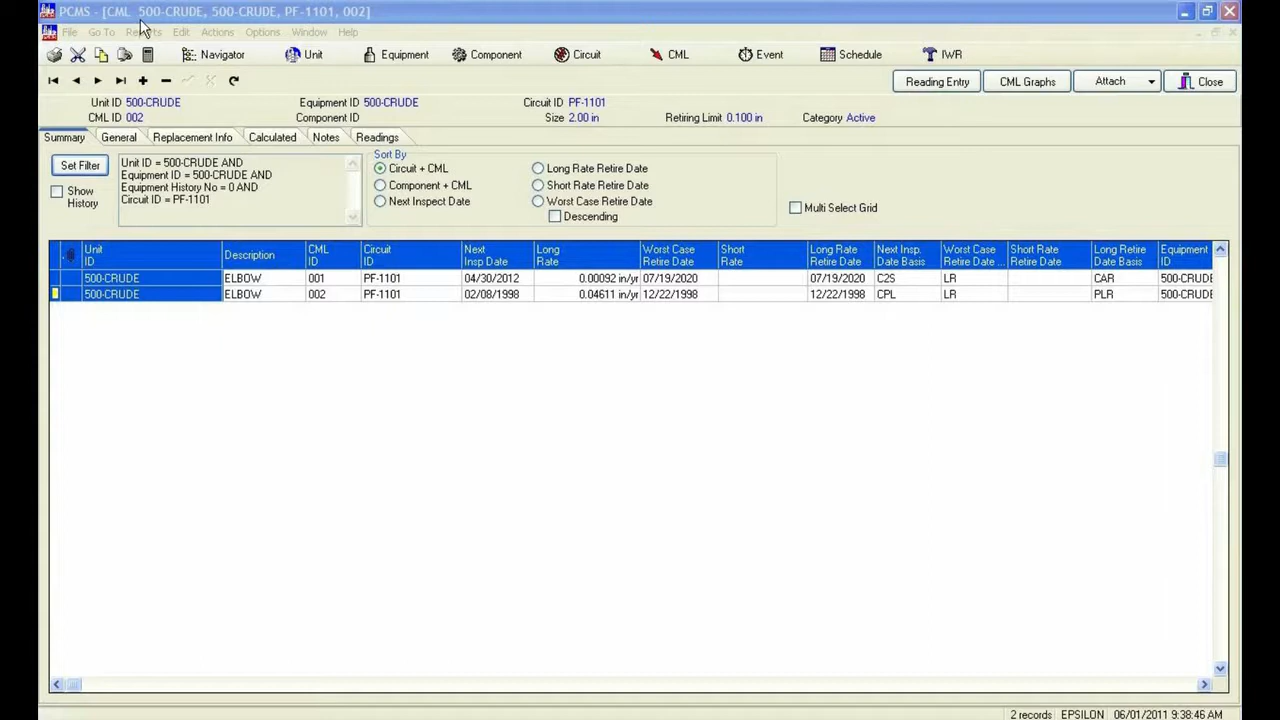 PCMS - [CML 500-CRUDE, 500-CRUDE, PF-1101, 002]
File Go To Reports Edit Actions Options Window Help
Navigator Unit Equipment Component Circuit CML Event Schedule IWR
Reading Entry CML Graphs Attach Close
Unit ID 500-CRUDE Equipment ID 500-CRUDE Circuit ID PF-1101
CML ID 002 Component ID Size 2.00 in Retiring Limit 0.100 in Category Active
Summary General Replacement Info Calculated Notes Readings
Set Filter
Show History
Unit ID = 500-CRUDE AND
Equipment ID = 500-CRUDE AND
Equipment History No = 0 AND
Circuit ID = PF-1101
Sort By
Circuit + CML Long Rate Retire Date
Component + CML Short Rate Retire Date
Next Inspect Date Worst Case Retire Date
Descending
Multi Select Grid
Unit ID Description CML ID Circuit ID Next Insp Date Long Rate Worst Case Retire Date Short Rate Long Rate Retire Date Next Insp. Date Basis Worst Case Retire Date ... Short Rate Retire Date Long Retire Date Basis Equipment ID
500-CRUDE ELBOW 001 PF-1101 04/30/2012 0.00092 in/yr 07/19/2020 07/19/2020 C2S LR CAR 500-CRUDE
500-CRUDE ELBOW 002 PF-1101 02/08/1998 0.04611 in/yr 12/22/1998 12/22/1998 CPL LR PLR 500-CRUDE
2 records EPSILON 06/01/2011 9:38:46 AM